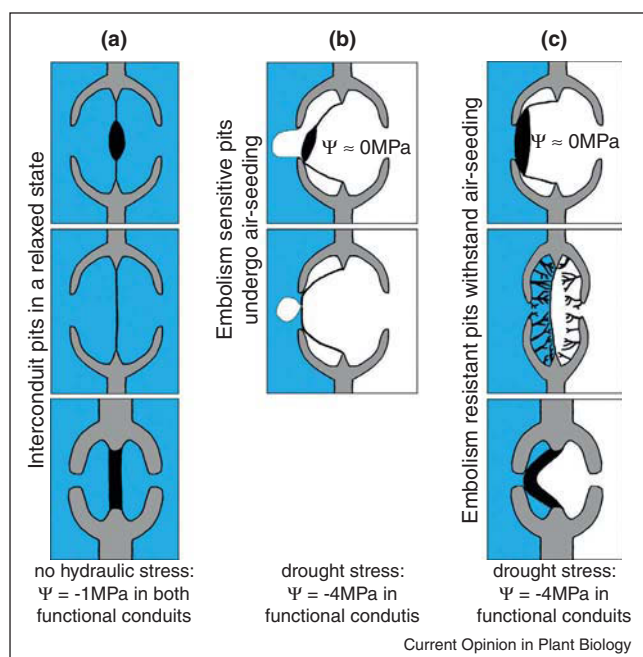 (a)
(b)
(c)
Interconduit pits in a relaxed state
Embolism sensitive pits
undergo air-seeding
Ψ ≈ 0MPa
Embolism resistant pits withstand air-seeding
Ψ ≈ 0MPa
no hydraulic stress:
Ψ = -1MPa in both
functional conduits
drought stress:
Ψ = -4MPa in
functional condutis
drought stress:
Ψ = -4MPa in
functional conduits
Current Opinion in Plant Biology